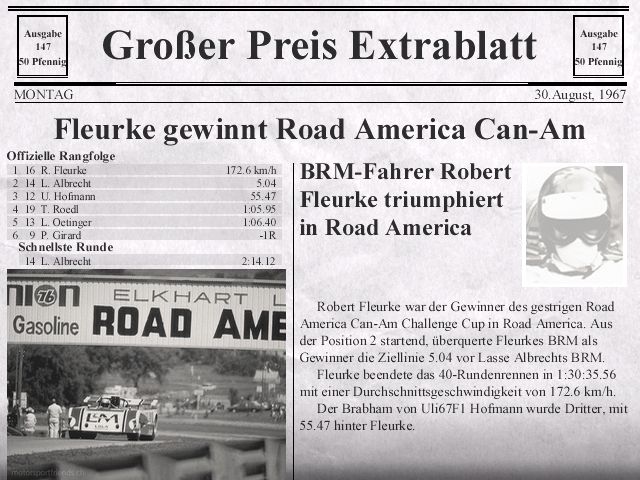 Ausgabe
147
50 Pfennig
Großer Preis Extrablatt
Ausgabe
147
50 Pfennig
MONTAG
30.August, 1967
Fleurke gewinnt Road America Can-Am
Offizielle Rangfolge
1 16 R. Fleurke 172.6 km/h
2 14 L. Albrecht 5.04
3 12 U. Hofmann 55.47
4 19 T. Roedl 1:05.95
5 13 L. Oetinger 1:06.40
6 9 P. Girard -1R
Schnellste Runde
14 L. Albrecht 2:14.12
NION 76
Gasoline
ELKHART L
ROAD AME
L&M
motorsportfriends.ch
BRM-Fahrer Robert
Fleurke triumphiert
in Road America
Robert Fleurke war der Gewinner des gestrigen Road
America Can-Am Challenge Cup in Road America. Aus
der Position 2 startend, überquerte Fleurkes BRM als
Gewinner die Ziellinie 5.04 vor Lasse Albrechts BRM.
Fleurke beendete das 40-Rundenrennen in 1:30:35.56
mit einer Durchschnittsgeschwindigkeit von 172.6 km/h.
Der Brabham von Uli67F1 Hofmann wurde Dritter, mit
55.47 hinter Fleurke.